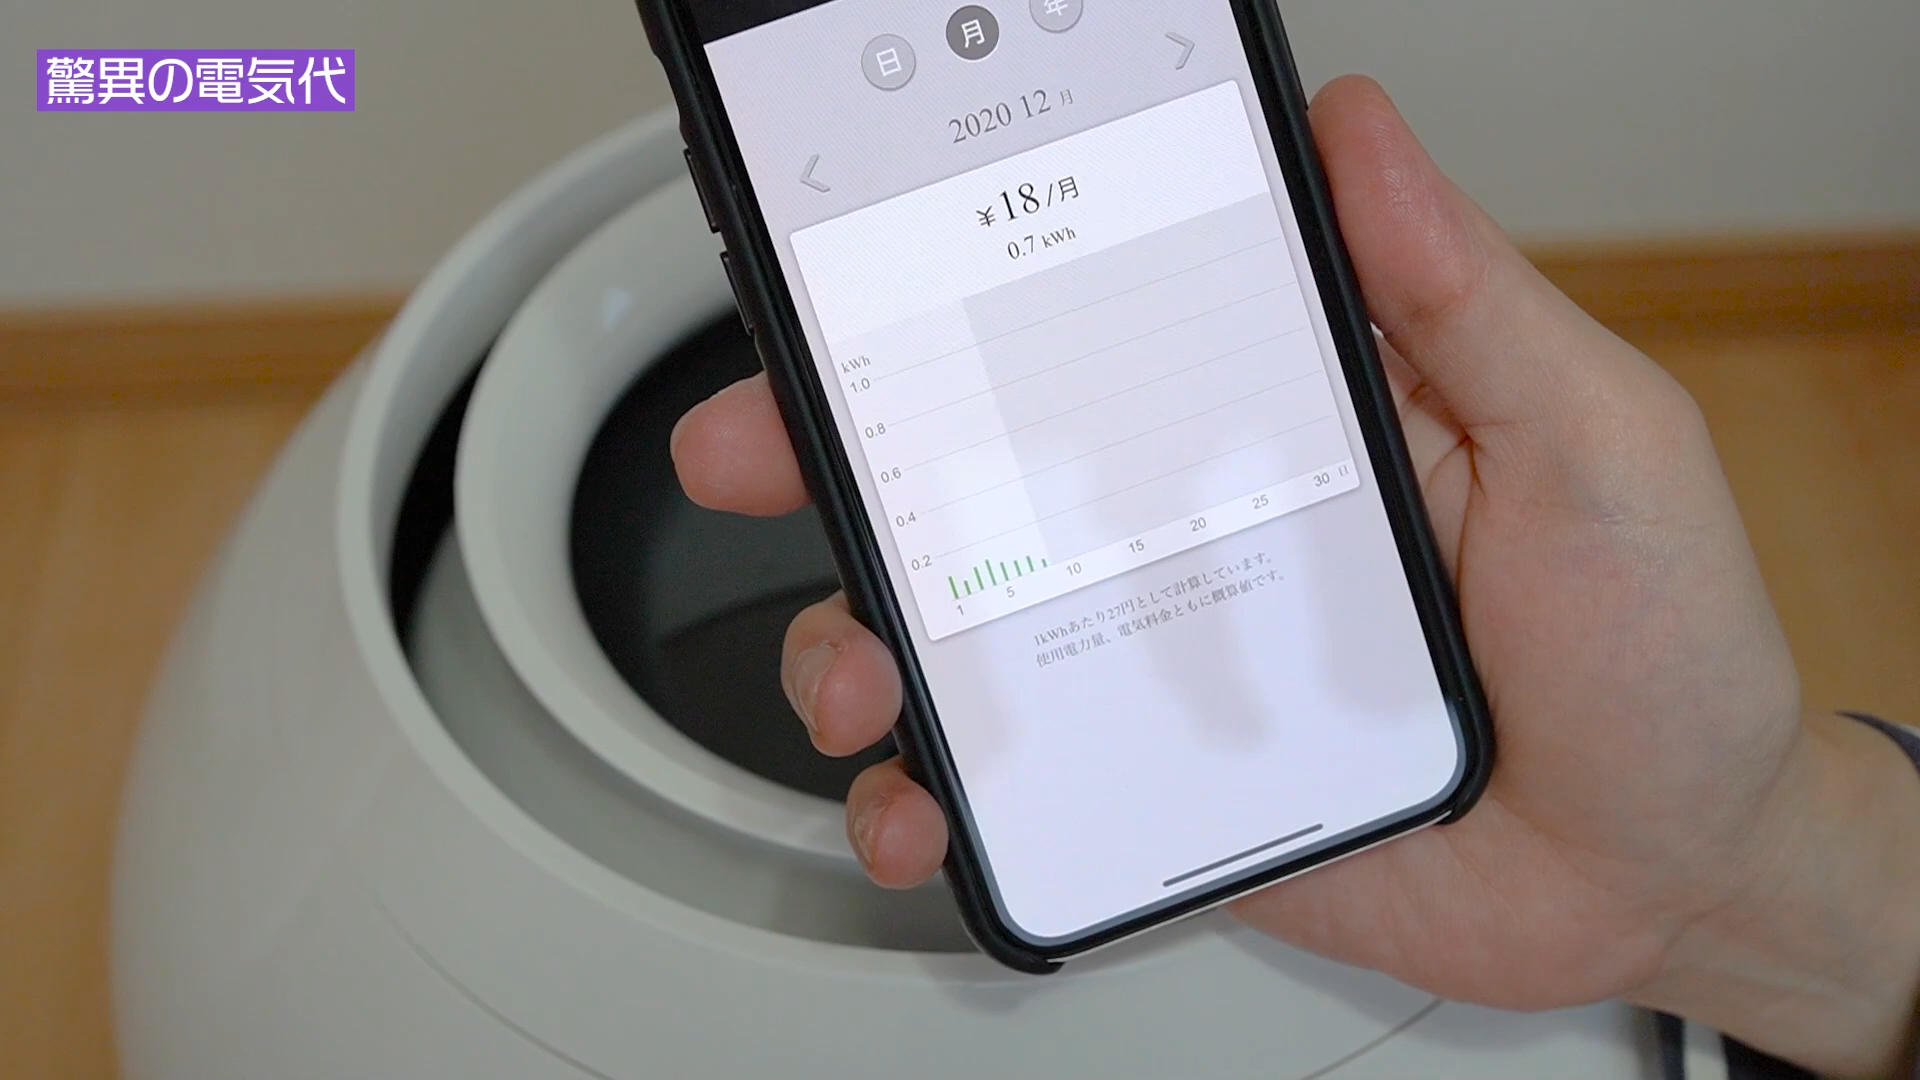 驚異の電気代
日 月 年
2020 12 月
¥18/月
0.7 kWh
kWh
1.0
0.8
0.6
0.4
0.2
1 5 10 15 20 25 30 日
1kWhあたり27円として計算しています。
使用電力量、電気料金ともに概算値です。